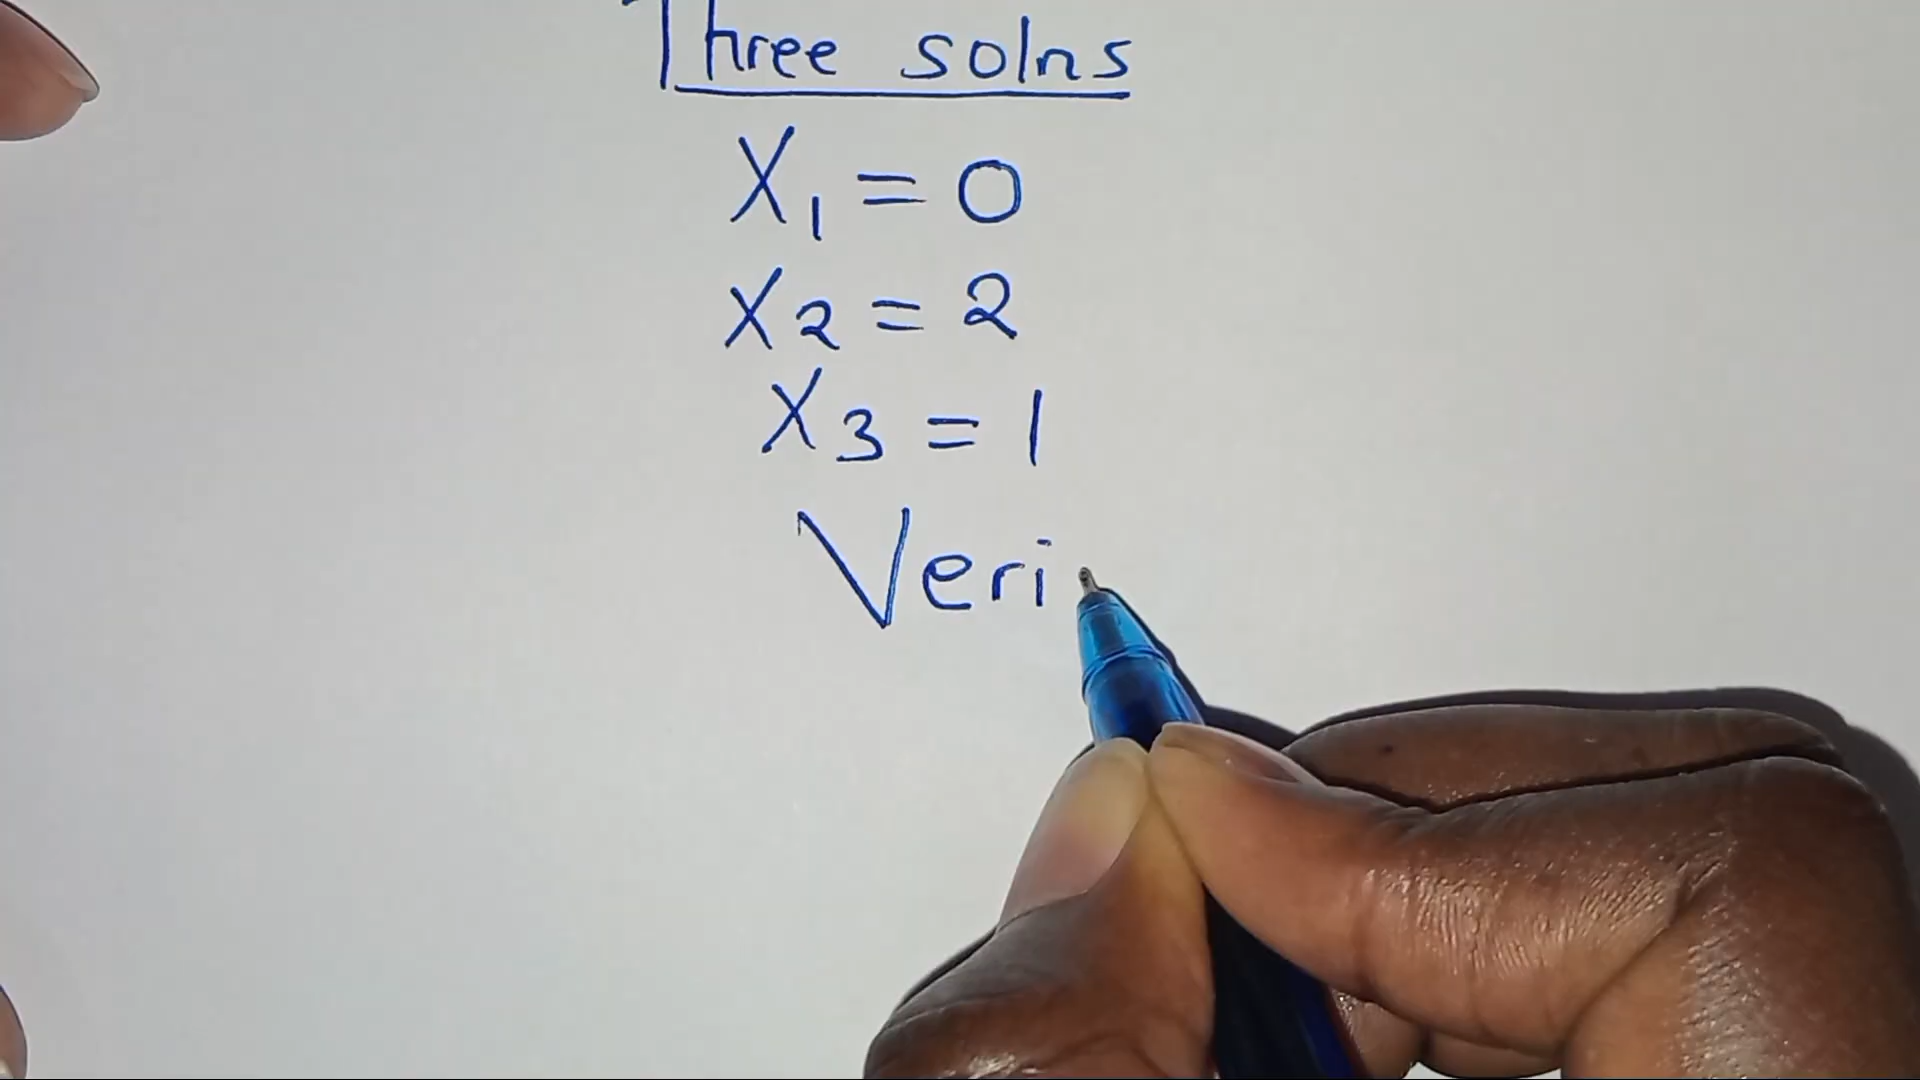 Three solns
X₁ = 0
X₂ = 2
X₃ = 1
Veri